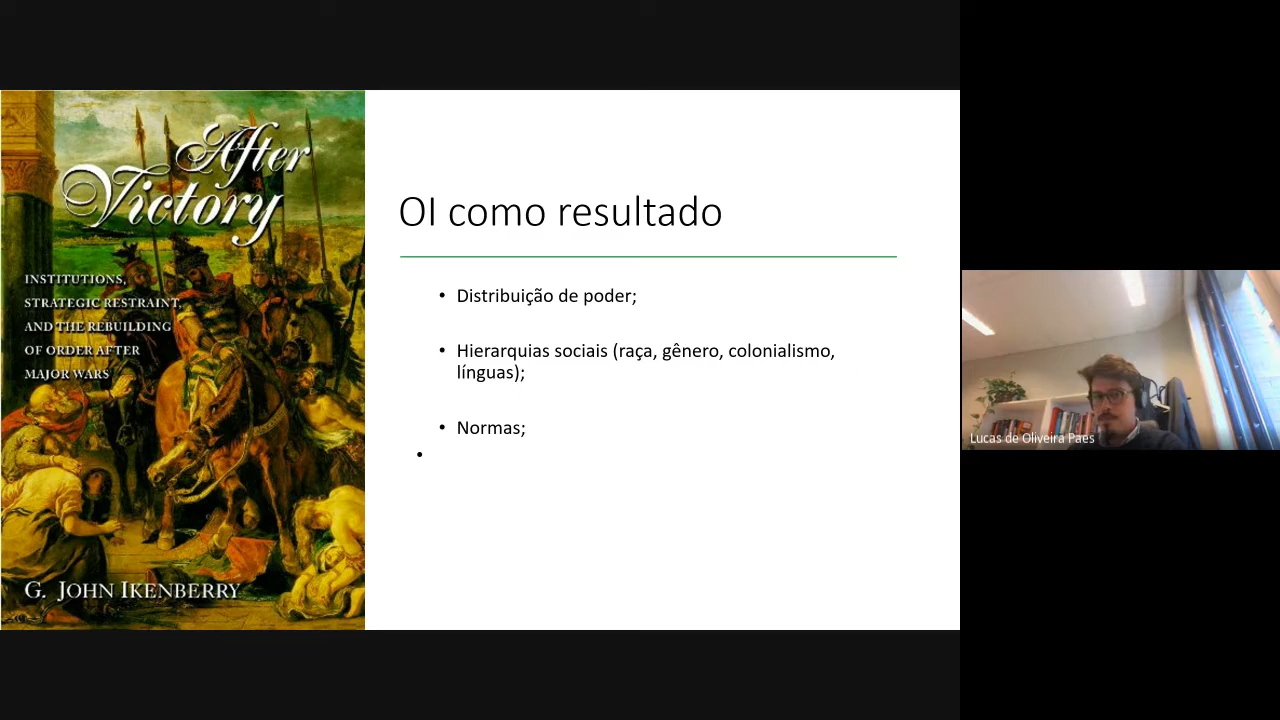 After
Victory
INSTITUTIONS,
STRATEGIC RESTRAINT,
AND THE REBUILDING
OF ORDER AFTER
MAJOR WARS
G. JOHN IKENBERRY
OI como resultado
• Distribuição de poder;
• Hierarquias sociais (raça, gênero, colonialismo,
línguas);
• Normas;
•
Lucas de Oliveira Paes